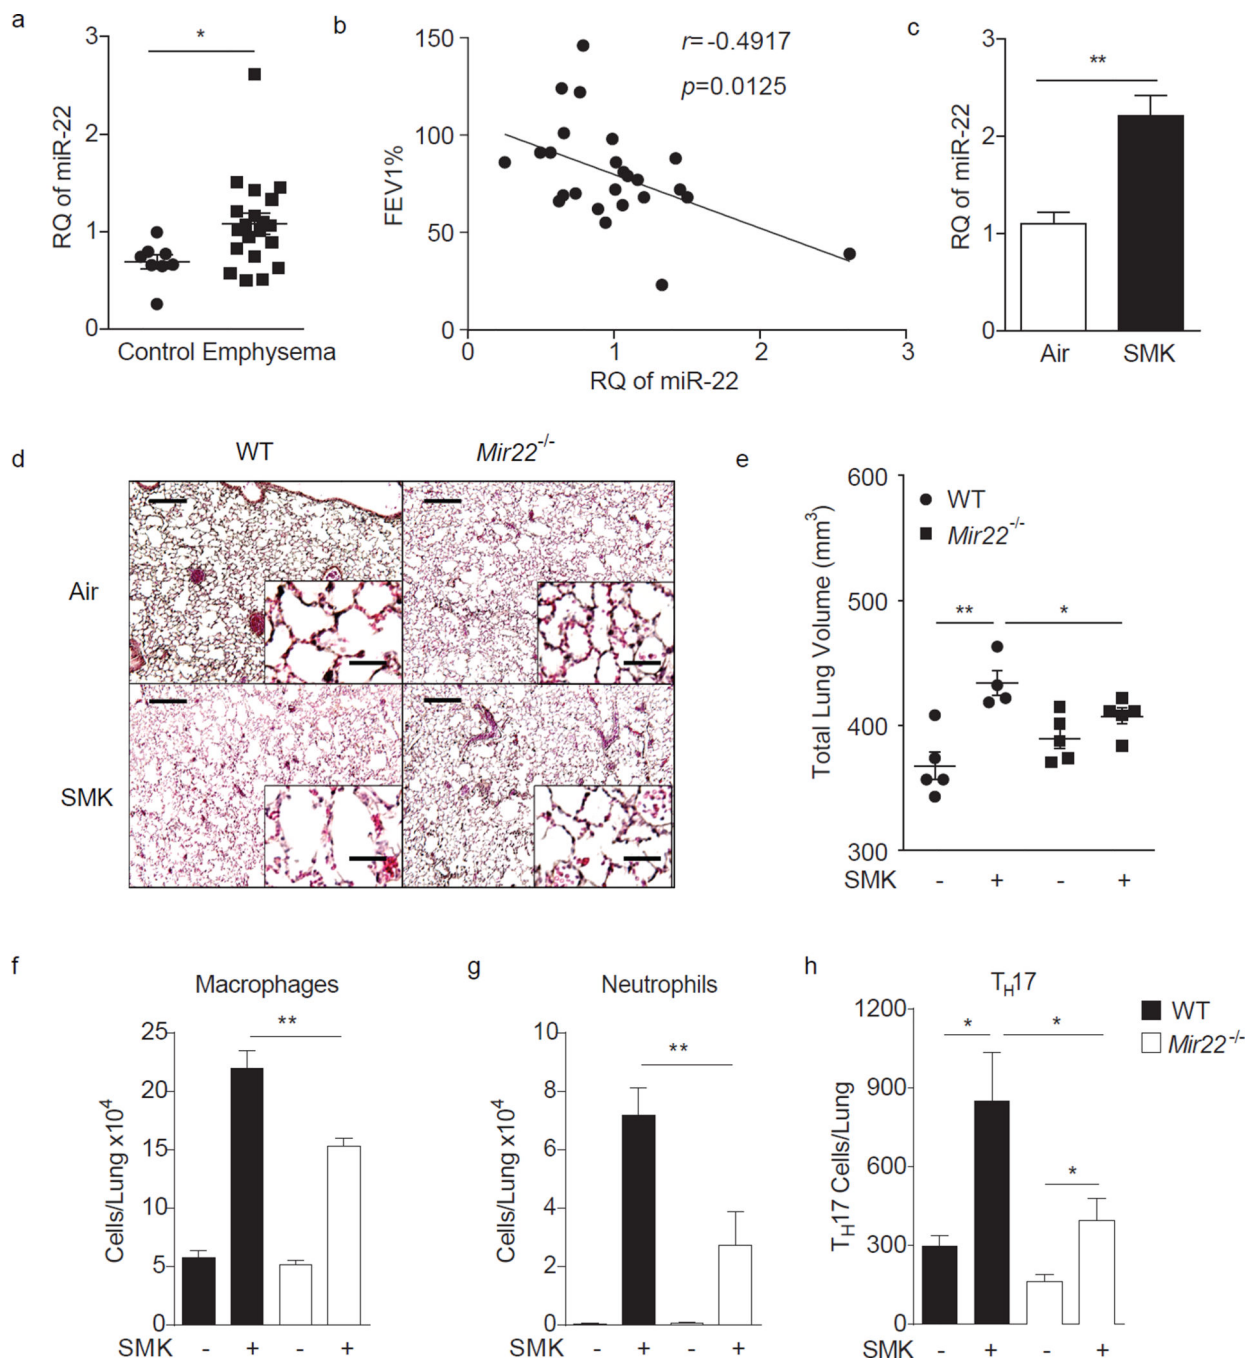 a
3
*
2
1
0
RQ of miR-22
Control Emphysema
b
150
r=-0.4917
p=0.0125
100
50
0
FEV1%
0 1 2 3
RQ of miR-22
c
3
**
2
1
0
RQ of miR-22
Air SMK
d
WT Mir22-/-
Air
SMK
e
600
WT
Mir22-/-
500
** *
400
300
Total Lung Volume (mm3)
SMK - + - +
f
Macrophages
25
**
20
15
10
5
0
Cells/Lung x104
SMK - + - +
g
Neutrophils
10
**
8
6
4
2
0
Cells/Lung x104
SMK - + - +
h
TH17
1200
* *
900
600
*
300
0
TH17 Cells/Lung
SMK - + - +
WT
Mir22-/-